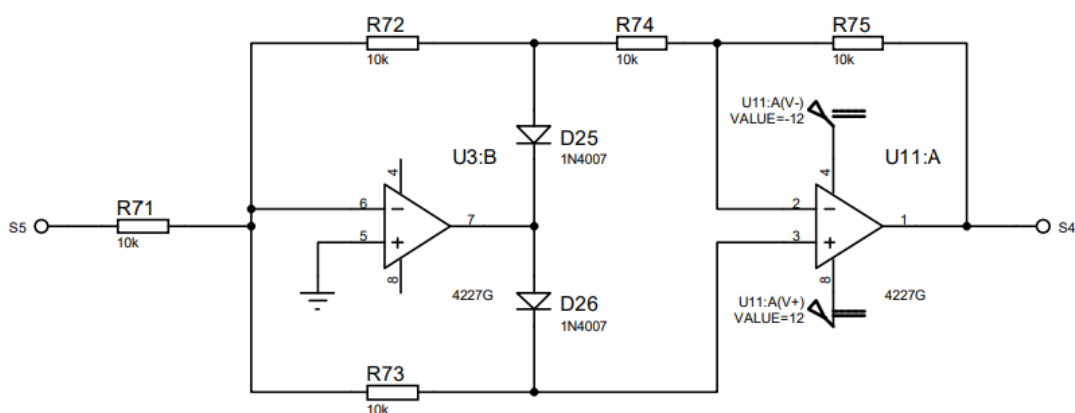 R72
10k
R74
10k
R75
10k
U11:A(V-)
VALUE=-12
D25
1N4007
U3:B
U11:A
4
4
S5
R71
10k
6
7
5
2
1
3
S4
8
8
4227G
4227G
D26
1N4007
U11:A(V+)
VALUE=12
R73
10k